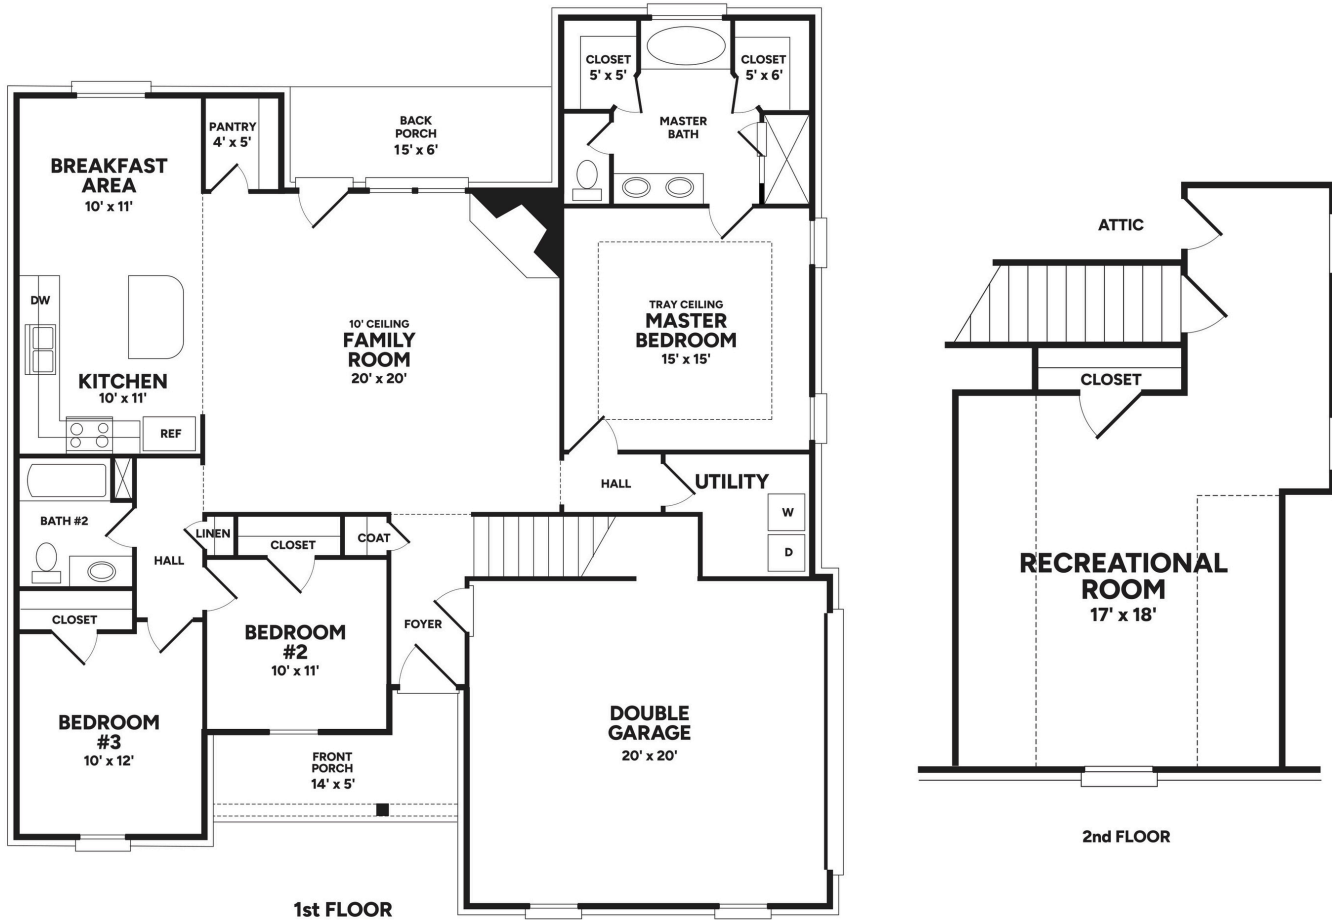 CLOSET
5' x 5'
CLOSET
5' x 6'
MASTER
BATH
BACK
PORCH
15' x 6'
PANTRY
4' x 5'
BREAKFAST
AREA
10' x 11'
DW
KITCHEN
10' x 11'
REF
10' CEILING
FAMILY
ROOM
20' x 20'
TRAY CEILING
MASTER
BEDROOM
15' x 15'
HALL
UTILITY
W
D
BATH #2
HALL
LINEN
CLOSET
COAT
CLOSET
BEDROOM
#2
10' x 11'
FOYER
BEDROOM
#3
10' x 12'
FRONT
PORCH
14' x 5'
DOUBLE
GARAGE
20' x 20'
1st FLOOR
ATTIC
CLOSET
RECREATIONAL
ROOM
17' x 18'
2nd FLOOR